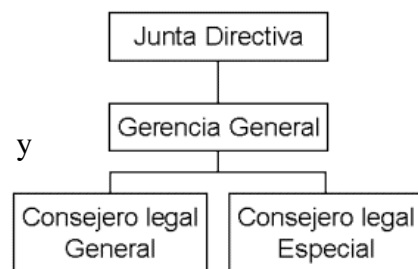 Junta Directiva
Gerencia General
y
Consejero legal
General
Consejero legal
Especial